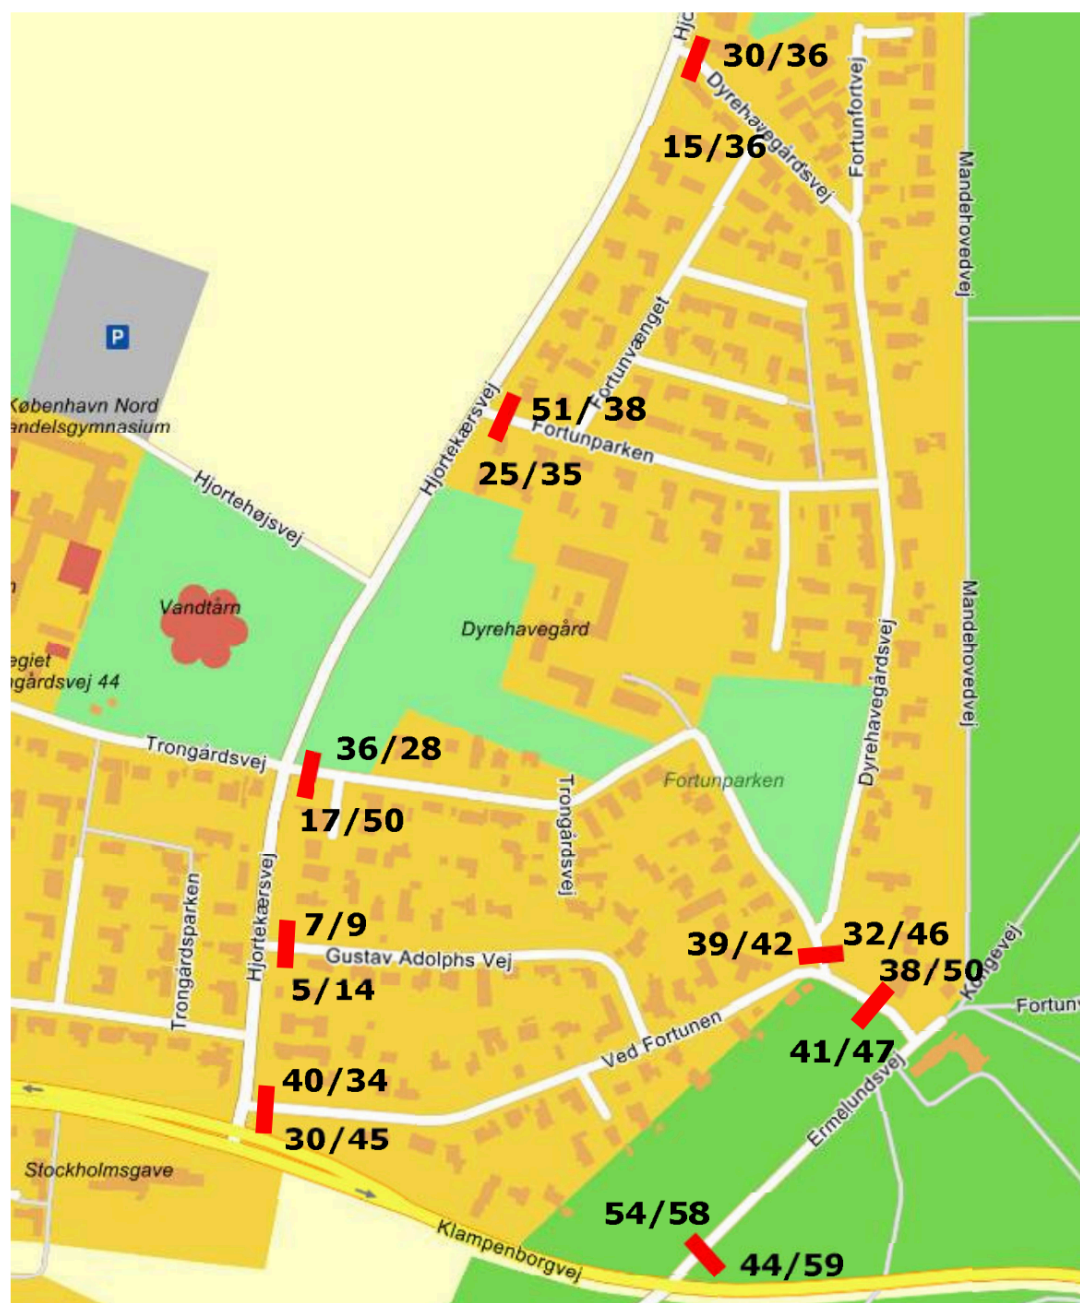 Hjo
30/36
Dyrehavegårdsvej
Fortunfortvej
15/36
Mandehovedvej
P
Fortunvænget
København Nord
andelsgymnasium
Hjortekærsvej
51/38
Fortunparken
25/35
Hjortehøjsvej
Vandtårn
Dyrehavegård
Mandehovedvej
egiet
ngårdsvej 44
Dyrehavegårdsvej
Trongårdsvej
36/28
Fortunparken
17/50
Trongårdsvej
Hjortekærsvej
Trongårdsparken
7/9
Gustav Adolphs Vej
5/14
39/42
32/46
38/50
Kongevej
Fortunv
41/47
Ved Fortunen
Ermelundsvej
40/34
30/45
Stockholmsgave
54/58
44/59
Klampenborgvej